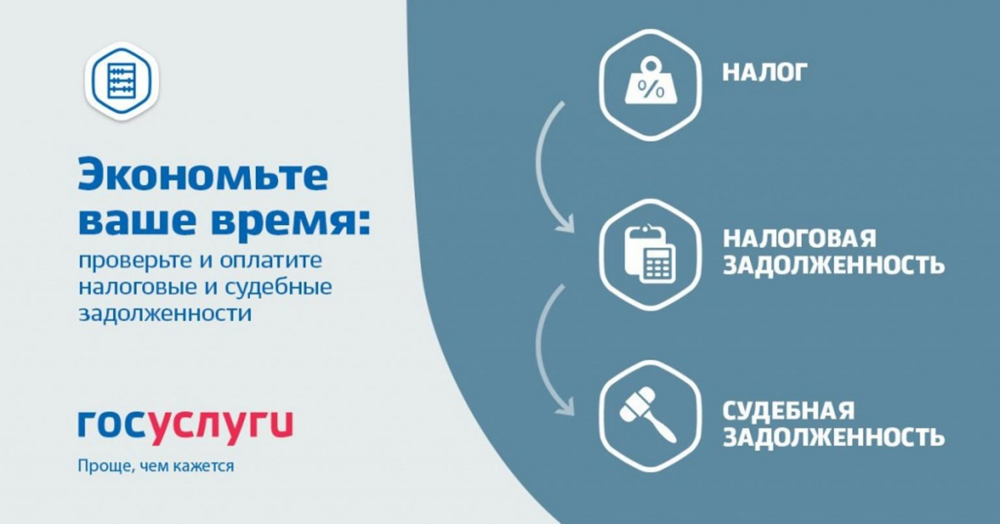 Экономьте
ваше время:
проверьте и оплатите
налоговые и судебные
задолженности
госуслуги
Проще, чем кажется
%
НАЛОГ
НАЛОГОВАЯ
ЗАДОЛЖЕННОСТЬ
СУДЕБНАЯ
ЗАДОЛЖЕННОСТЬ